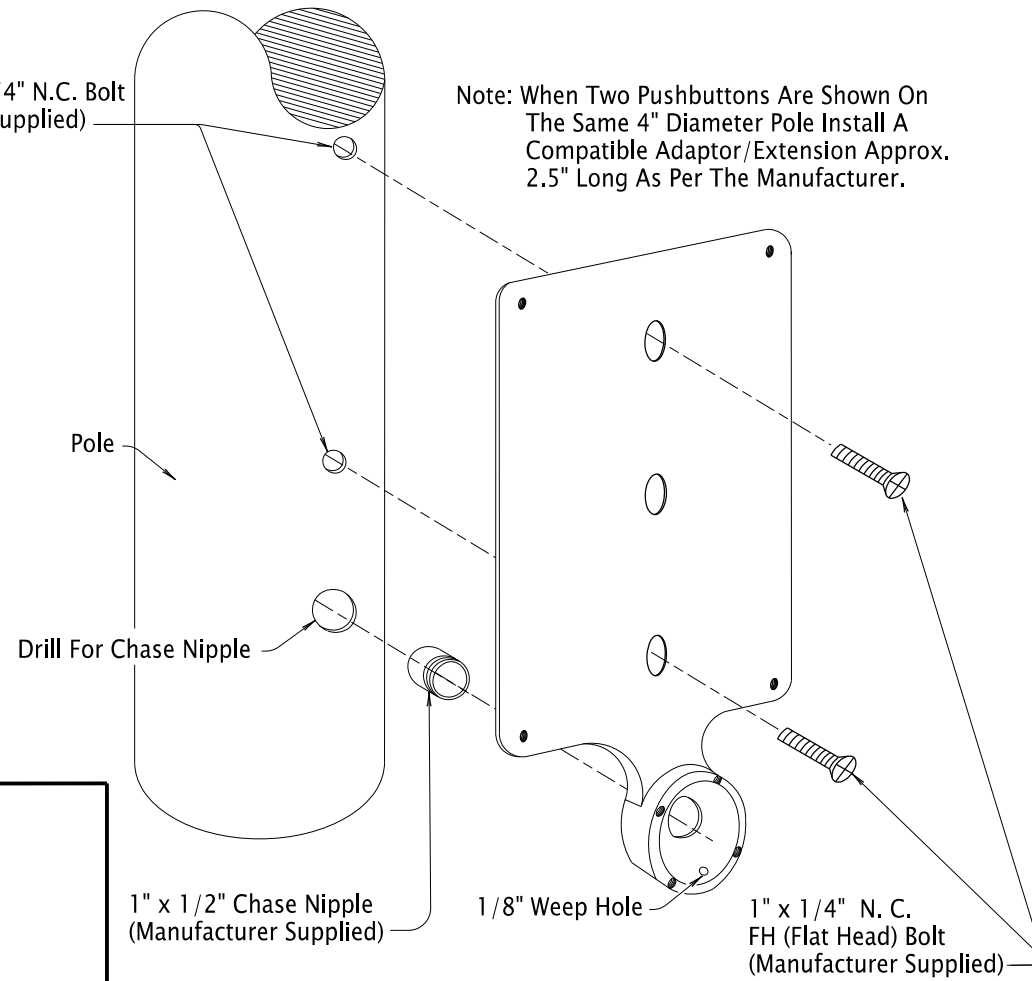 /4" N.C. Bolt
upplied)
Note: When Two Pushbuttons Are Shown On
The Same 4" Diameter Pole Install A
Compatible Adaptor/Extension Approx.
2.5" Long As Per The Manufacturer.
Pole
Drill For Chase Nipple
1" x 1/2" Chase Nipple
(Manufacturer Supplied)
1/8" Weep Hole
1" x 1/4" N. C.
FH (Flat Head) Bolt
(Manufacturer Supplied)